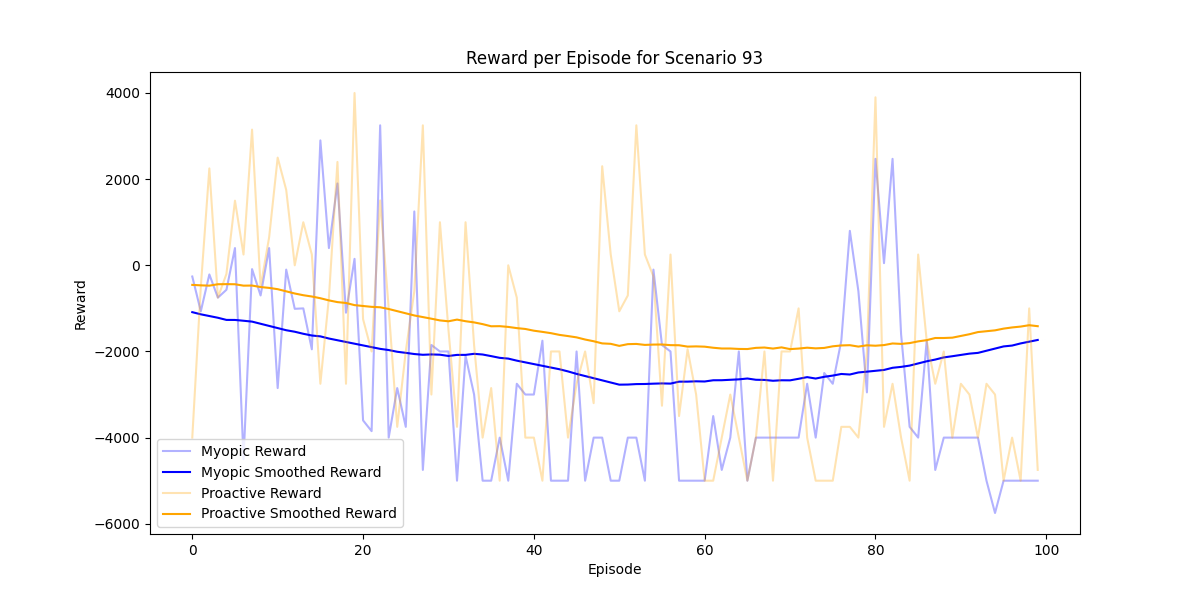 Reward per Episode for Scenario 93
Reward
4000
2000
0
−2000
−4000
−6000
Myopic Reward
Myopic Smoothed Reward
Proactive Reward
Proactive Smoothed Reward
0 20 40 60 80 100
Episode